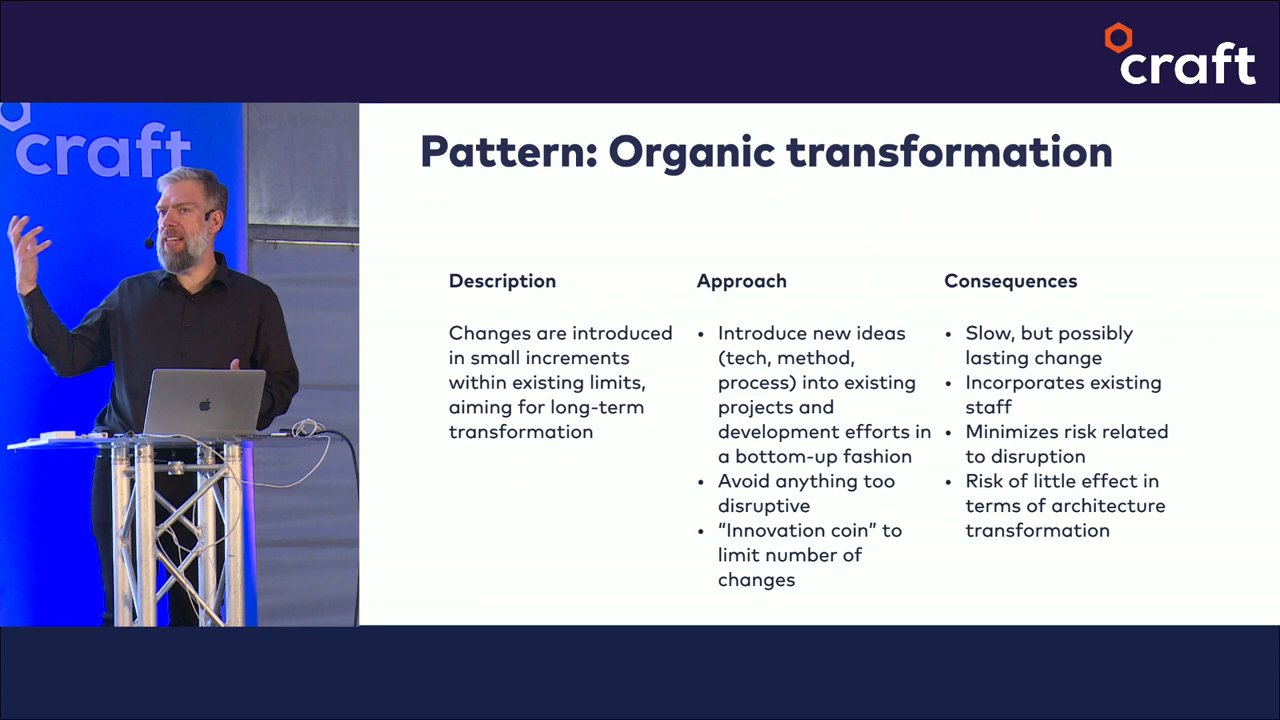 craft
craft
Pattern: Organic transformation
Description
Changes are introduced
in small increments
within existing limits,
aiming for long-term
transformation
Approach
• Introduce new ideas
(tech, method,
process) into existing
projects and
development efforts in
a bottom-up fashion
• Avoid anything too
disruptive
• “Innovation coin” to
limit number of
changes
Consequences
• Slow, but possibly
lasting change
• Incorporates existing
staff
• Minimizes risk related
to disruption
• Risk of little effect in
terms of architecture
transformation